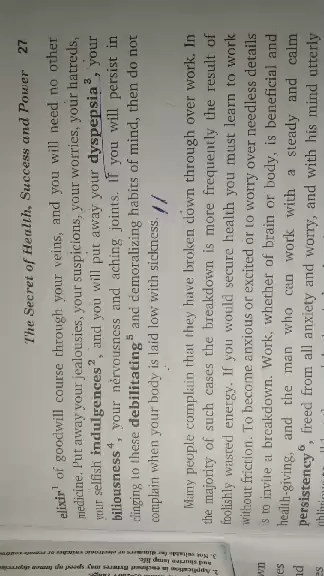 The Secret of Health, Success and Power 27
elixir¹ of goodwill course through your veins, and you will need no other
medicine. Put away your jealousies, your suspicions, your worries, your hatreds,
your selfish indulgences², and you will put away your dyspepsia³, your
biliousness⁴, your nervousness and aching joints. If you will persist in
clinging to these debilitating⁵ and demoralizing habits of mind, then do not
complain when your body is laid low with sickness. //
Many people complain that they have broken down through over work. In
the majority of such cases the breakdown is more frequently the result of
foolishly wasted energy. If you would secure health you must learn to work
without friction. To become anxious or excited or to worry over needless details
is to invite a breakdown. Work, whether of brain or body, is beneficial and
health-giving, and the man who can work with a steady and calm
persistency⁶, freed from all anxiety and worry, and with his mind utterly